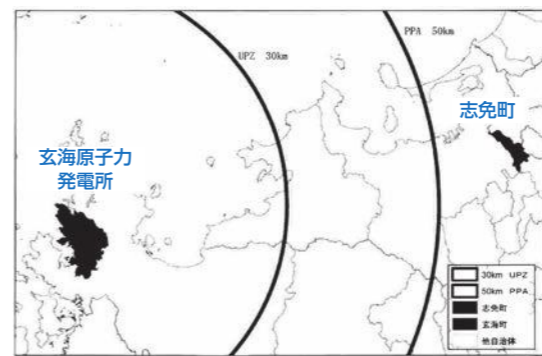 UPZ 30km
PPA 50km
志免町
玄海原子力
発電所
30km UPZ
50km PPA
志免町
玄海町
他自治体